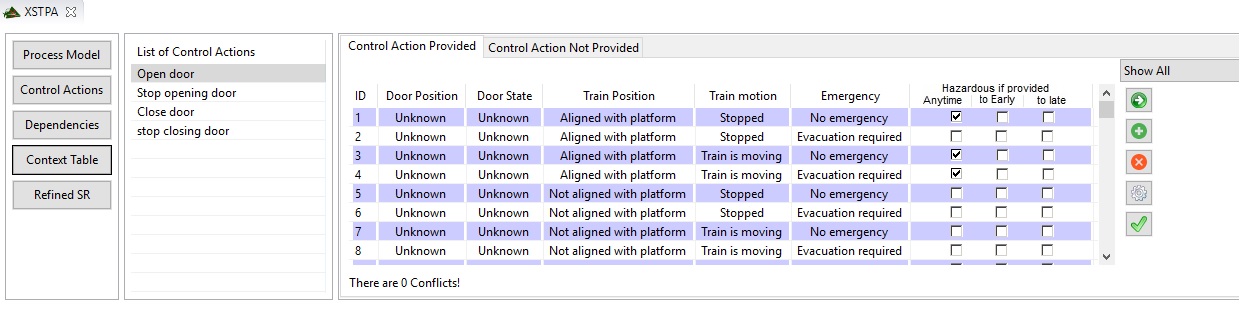 XSTPA
Process Model
Control Actions
Dependencies
Context Table
Refined SR
List of Control Actions
Open door
Stop opening door
Close door
stop closing door
Control Action Provided Control Action Not Provided
Show All
Hazardous if provided
ID Door Position Door State Train Position Train motion Emergency Anytime to Early to late
1 Unknown Unknown Aligned with platform Stopped No emergency
2 Unknown Unknown Aligned with platform Stopped Evacuation required
3 Unknown Unknown Aligned with platform Train is moving No emergency
4 Unknown Unknown Aligned with platform Train is moving Evacuation required
5 Unknown Unknown Not aligned with platform Stopped No emergency
6 Unknown Unknown Not aligned with platform Stopped Evacuation required
7 Unknown Unknown Not aligned with platform Train is moving No emergency
8 Unknown Unknown Not aligned with platform Train is moving Evacuation required
There are 0 Conflicts!